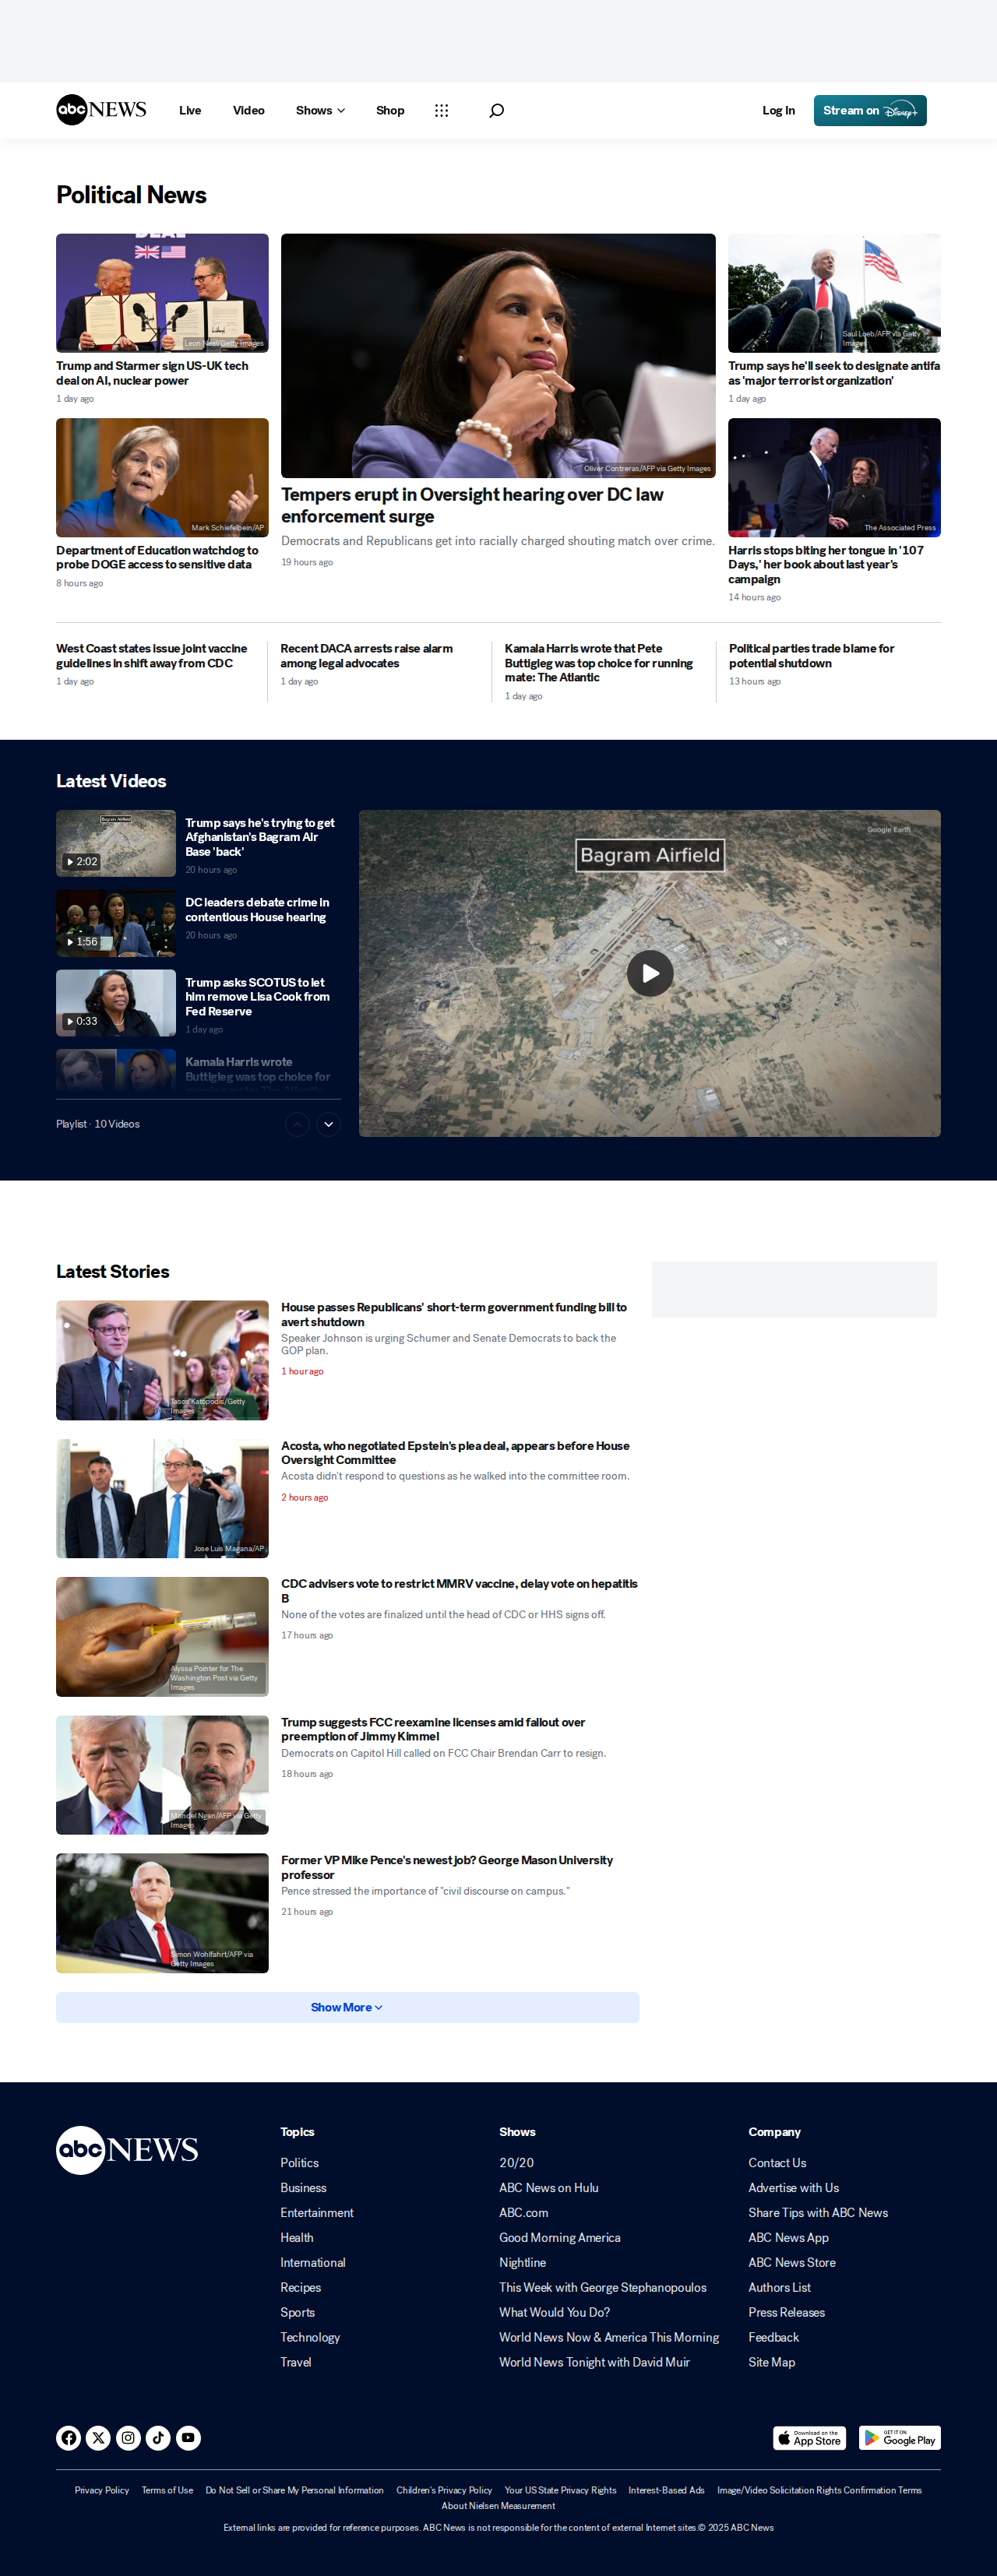 abc NEWS
Live
Video
Shows
Shop
Log In
Stream on Disney+
Political News
DEAL
Leon Neal/Getty Images
Trump and Starmer sign US-UK tech
deal on AI, nuclear power
1 day ago
Mark Schiefelbein/AP
Department of Education watchdog to
probe DOGE access to sensitive data
8 hours ago
Oliver Contreras/AFP via Getty Images
Tempers erupt in Oversight hearing over DC law
enforcement surge
Democrats and Republicans get into racially charged shouting match over crime.
19 hours ago
Saul Loeb/AFP via Getty
Images
Trump says he'll seek to designate antifa
as 'major terrorist organization'
1 day ago
The Associated Press
Harris stops biting her tongue in '107
Days,' her book about last year's
campaign
14 hours ago
West Coast states issue joint vaccine
guidelines in shift away from CDC
1 day ago
Recent DACA arrests raise alarm
among legal advocates
1 day ago
Kamala Harris wrote that Pete
Buttigieg was top choice for running
mate: The Atlantic
1 day ago
Political parties trade blame for
potential shutdown
13 hours ago
Latest Videos
Bagram Airfield
2:02
Trump says he's trying to get
Afghanistan's Bagram Air
Base 'back'
20 hours ago
1:56
DC leaders debate crime in
contentious House hearing
20 hours ago
0:33
Trump asks SCOTUS to let
him remove Lisa Cook from
Fed Reserve
1 day ago
Kamala Harris wrote
Buttigieg was top choice for
Playlist · 10 Videos
Google Earth
Bagram Airfield
Latest Stories
Tasos Katopodis/Getty
Images
House passes Republicans' short-term government funding bill to
avert shutdown
Speaker Johnson is urging Schumer and Senate Democrats to back the
GOP plan.
1 hour ago
Jose Luis Magana/AP
Acosta, who negotiated Epstein's plea deal, appears before House
Oversight Committee
Acosta didn't respond to questions as he walked into the committee room.
2 hours ago
Alyssa Pointer for The
Washington Post via Getty
Images
CDC advisers vote to restrict MMRV vaccine, delay vote on hepatitis
B
None of the votes are finalized until the head of CDC or HHS signs off.
17 hours ago
Mandel Ngan/AFP via Getty
Images
Trump suggests FCC reexamine licenses amid fallout over
preemption of Jimmy Kimmel
Democrats on Capitol Hill called on FCC Chair Brendan Carr to resign.
18 hours ago
Simon Wohlfahrt/AFP via
Getty Images
Former VP Mike Pence's newest job? George Mason University
professor
Pence stressed the importance of "civil discourse on campus."
21 hours ago
Show More
abc NEWS
Topics
Politics
Business
Entertainment
Health
International
Recipes
Sports
Technology
Travel
Shows
20/20
ABC News on Hulu
ABC.com
Good Morning America
Nightline
This Week with George Stephanopoulos
What Would You Do?
World News Now & America This Morning
World News Tonight with David Muir
Company
Contact Us
Advertise with Us
Share Tips with ABC News
ABC News App
ABC News Store
Authors List
Press Releases
Feedback
Site Map
Download on the
App Store
GET IT ON
Google Play
Privacy Policy
Terms of Use
Do Not Sell or Share My Personal Information
Children's Privacy Policy
Your US State Privacy Rights
Interest-Based Ads
Image/Video Solicitation Rights Confirmation Terms
About Nielsen Measurement
External links are provided for reference purposes. ABC News is not responsible for the content of external Internet sites.© 2025 ABC News